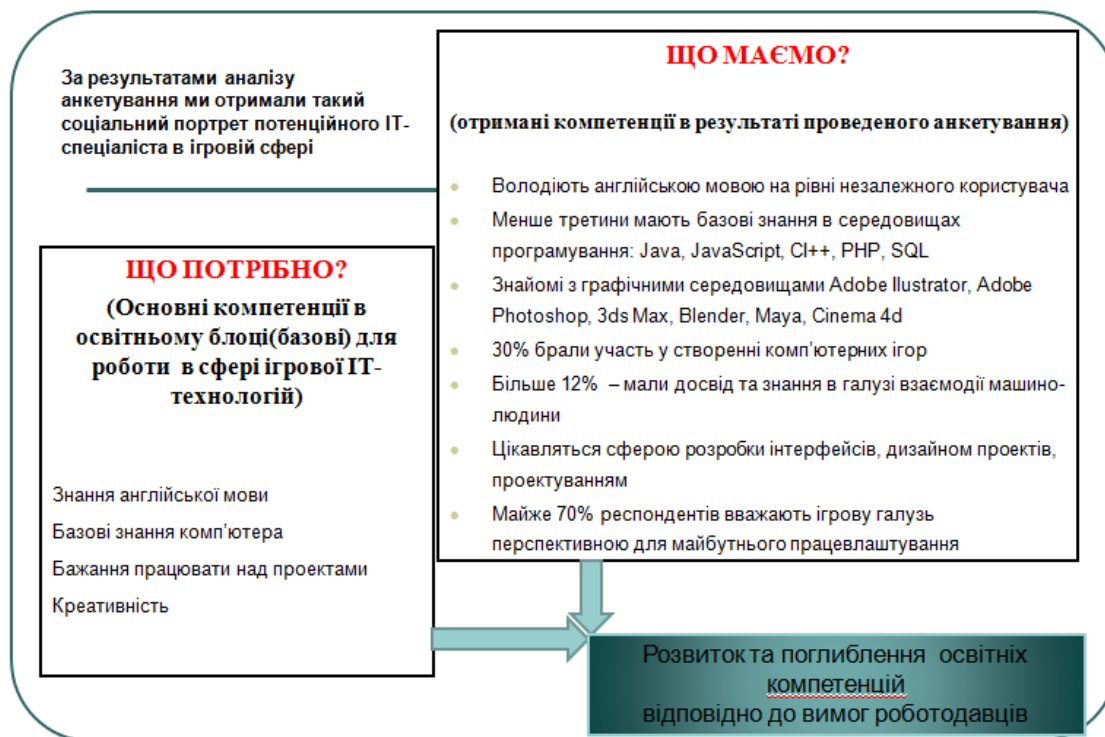 За результатами аналізу
анкетування ми отримали такий
соціальний портрет потенційного ІТ-
спеціаліста в ігровій сфері
ЩО ПОТРІБНО?
(Основні компетенції в
освітньому блоці(базові) для
роботи в сфері ігрової ІТ-
технологій)
Знання англійської мови
Базові знання комп'ютера
Бажання працювати над проектами
Креативність
ЩО МАЄМО?
(отримані компетенції в результаті проведеного анкетування)
Володіють англійською мовою на рівні незалежного користувача
Менше третини мають базові знання в середовищах
програмування: Java, JavaScript, CI++, PHP, SQL
Знайомі з графічними середовищами Adobe Ilustrator, Adobe
Photoshop, 3ds Max, Blender, Maya, Cinema 4d
30% брали участь у створенні комп'ютерних ігор
Більше 12% – мали досвід та знання в галузі взаємодії машино-
людини
Цікавляться сферою розробки інтерфейсів, дизайном проектів,
проектуванням
Майже 70% респондентів вважають ігрову галузь
перспективною для майбутнього працевлаштування
Розвиток та поглиблення освітніх
компетенцій
відповідно до вимог роботодавців